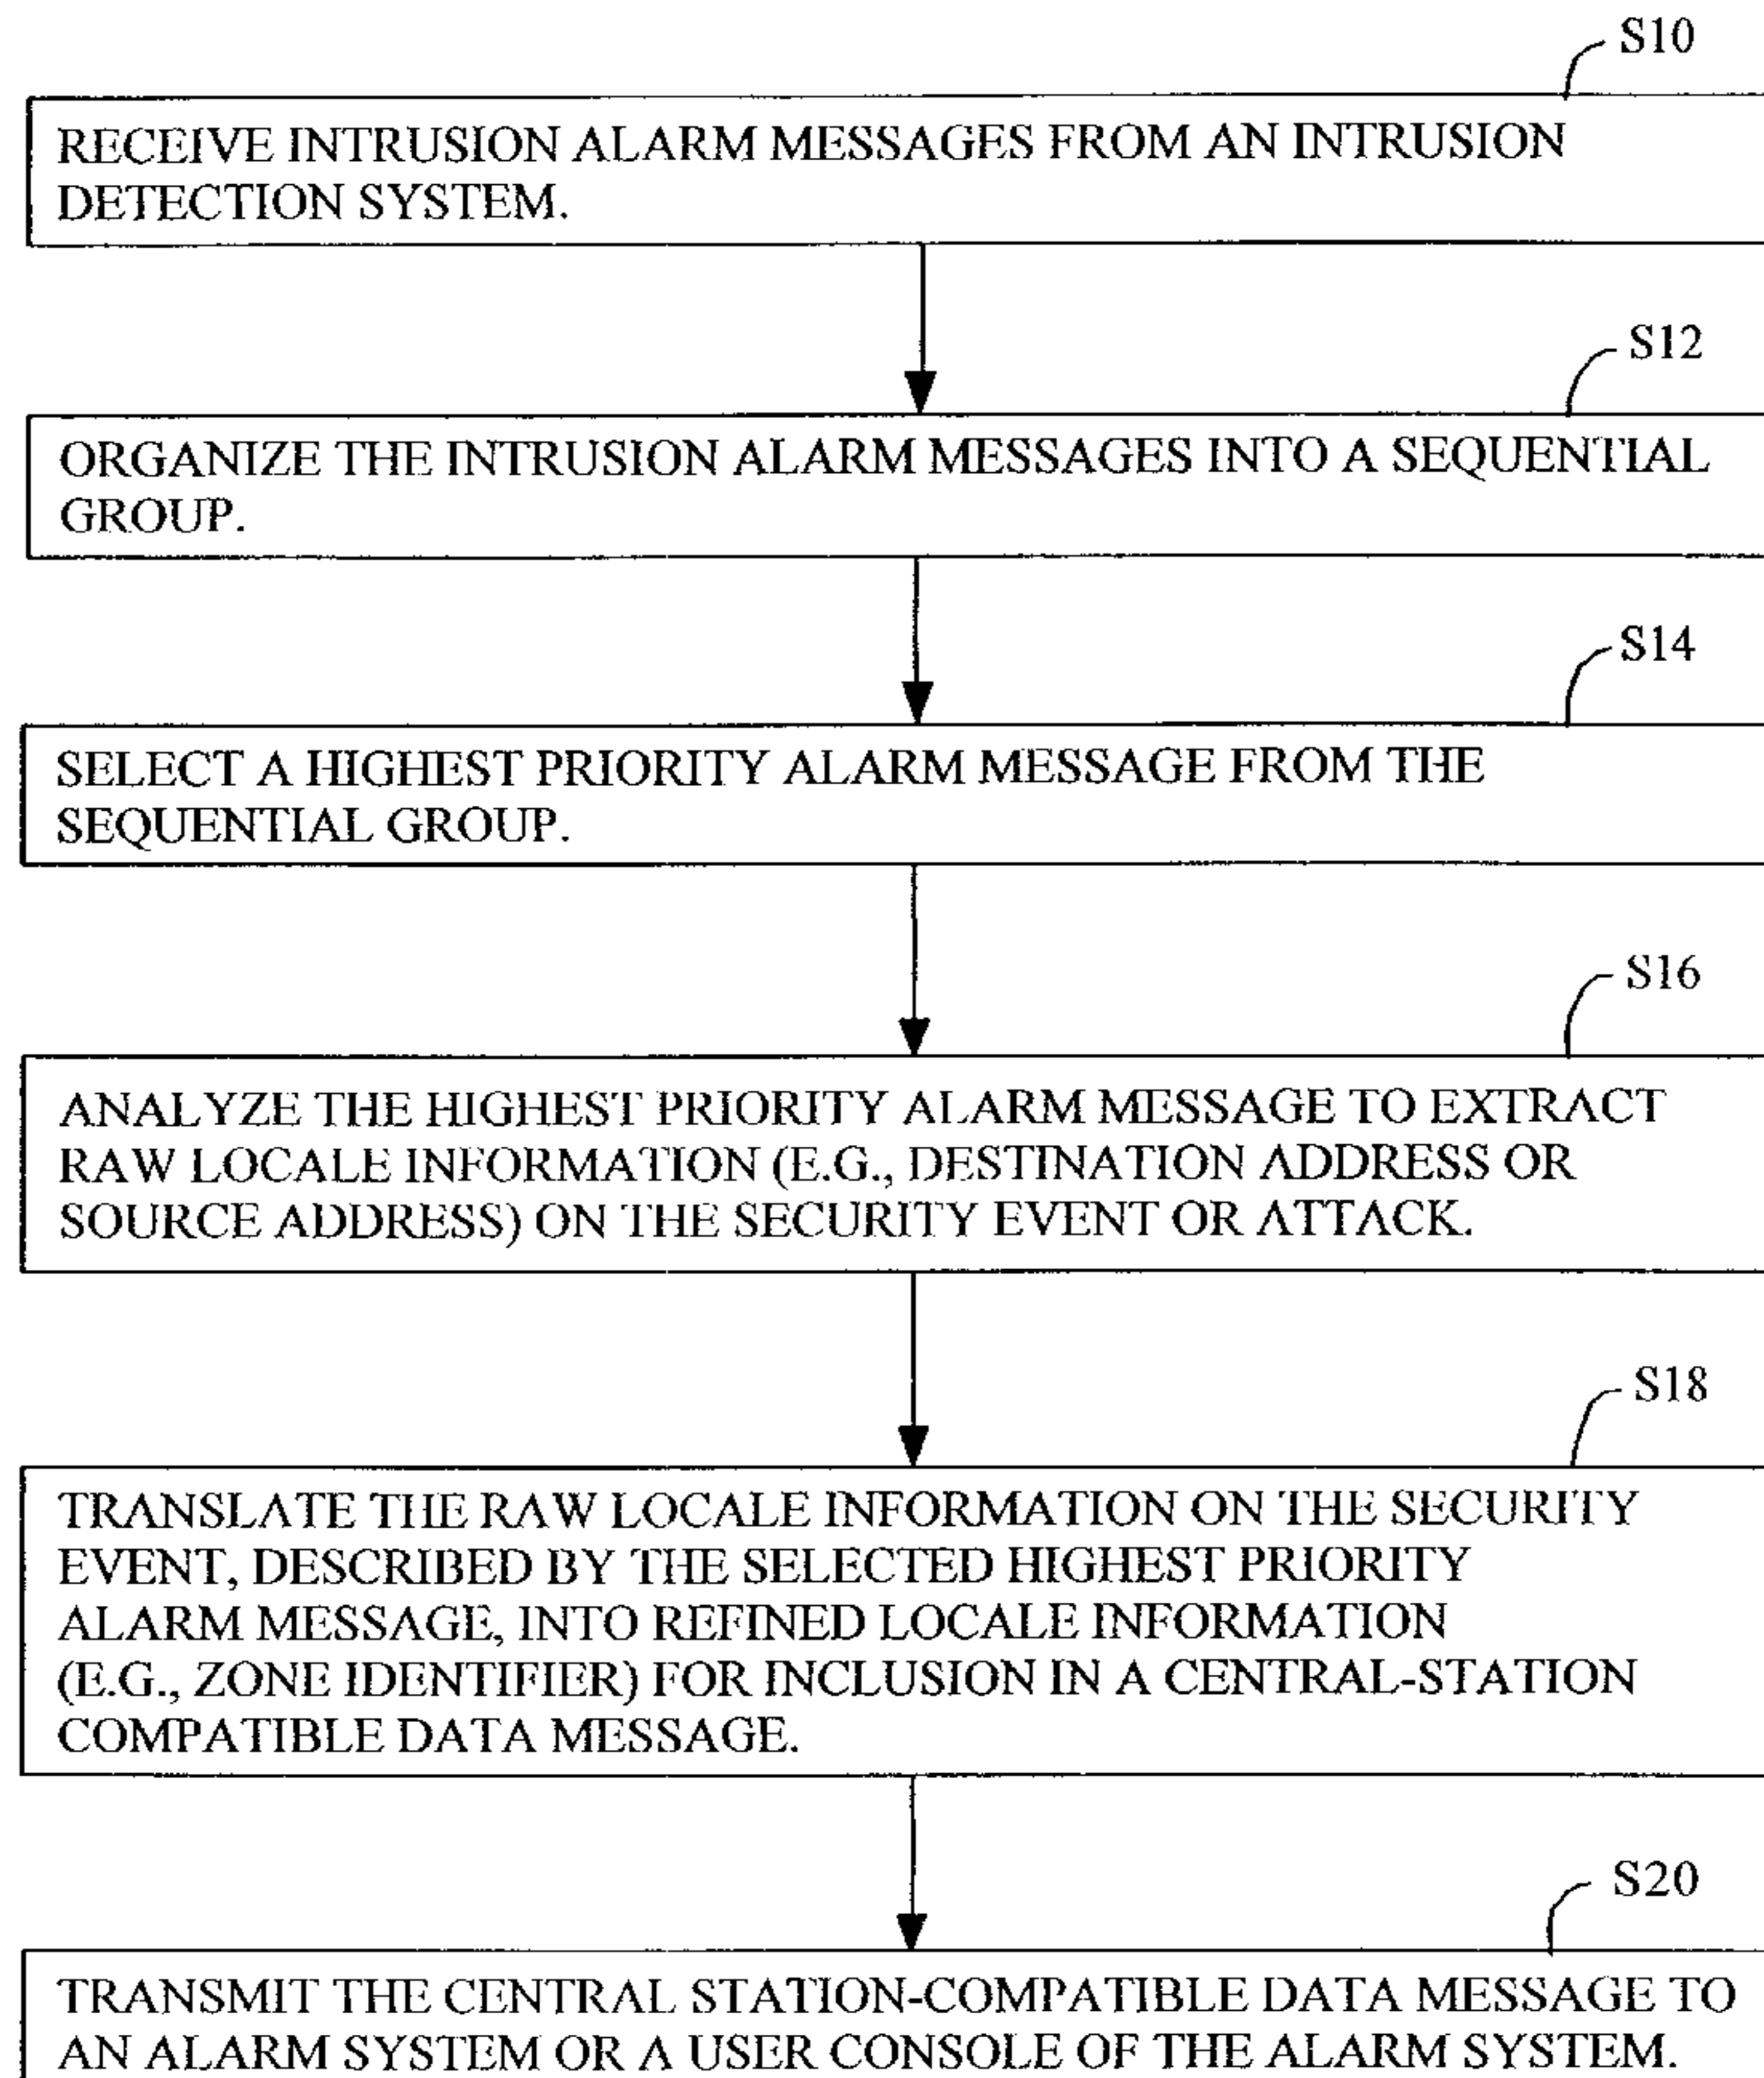 S10
RECEIVE INTRUSION ALARM MESSAGES FROM AN INTRUSION
DETECTION SYSTEM.
S12
ORGANIZE THE INTRUSION ALARM MESSAGES INTO A SEQUENTIAL
GROUP.
S14
SELECT A HIGHEST PRIORITY ALARM MESSAGE FROM THE
SEQUENTIAL GROUP.
S16
ANALYZE THE HIGHEST PRIORITY ALARM MESSAGE TO EXTRACT
RAW LOCALE INFORMATION (E.G., DESTINATION ADDRESS OR
SOURCE ADDRESS) ON THE SECURITY EVENT OR ATTACK.
S18
TRANSLATE THE RAW LOCALE INFORMATION ON THE SECURITY
EVENT, DESCRIBED BY THE SELECTED HIGHEST PRIORITY
ALARM MESSAGE, INTO REFINED LOCALE INFORMATION
(E.G., ZONE IDENTIFIER) FOR INCLUSION IN A CENTRAL-STATION
COMPATIBLE DATA MESSAGE.
S20
TRANSMIT THE CENTRAL STATION-COMPATIBLE DATA MESSAGE TO
AN ALARM SYSTEM OR A USER CONSOLE OF THE ALARM SYSTEM.